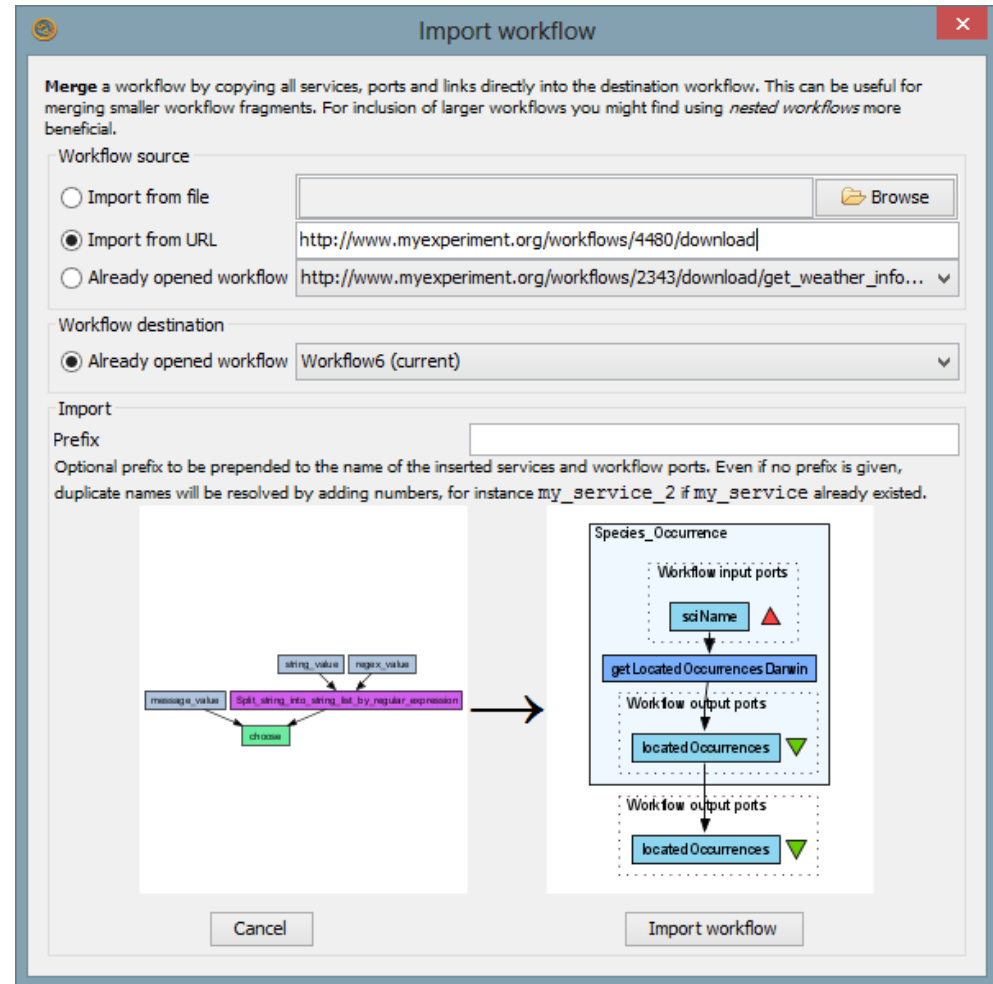 Import workflow
Merge a workflow by copying all services, ports and links directly into the destination workflow. This can be useful for
merging smaller workflow fragments. For inclusion of larger workflows you might find using nested workflows more
beneficial.
Workflow source
Import from file
Browse
Import from URL
http://www.myexperiment.org/workflows/4480/download
Already opened workflow
http://www.myexperiment.org/workflows/2343/download/get_weather_info...
Workflow destination
Already opened workflow
Workflow6 (current)
Import
Prefix
Optional prefix to be prepended to the name of the inserted services and workflow ports. Even if no prefix is given,
duplicate names will be resolved by adding numbers, for instance my_service_2 if my_service already existed.
string_value
regex_value
message_value
Split_string_into_string_list_by_regular_expression
choose
Species_Occurrence
Workflow input ports
sciName
getLocatedOccurrencesDarwin
Workflow output ports
locatedOccurrences
Workflow output ports
locatedOccurrences
Cancel
Import workflow